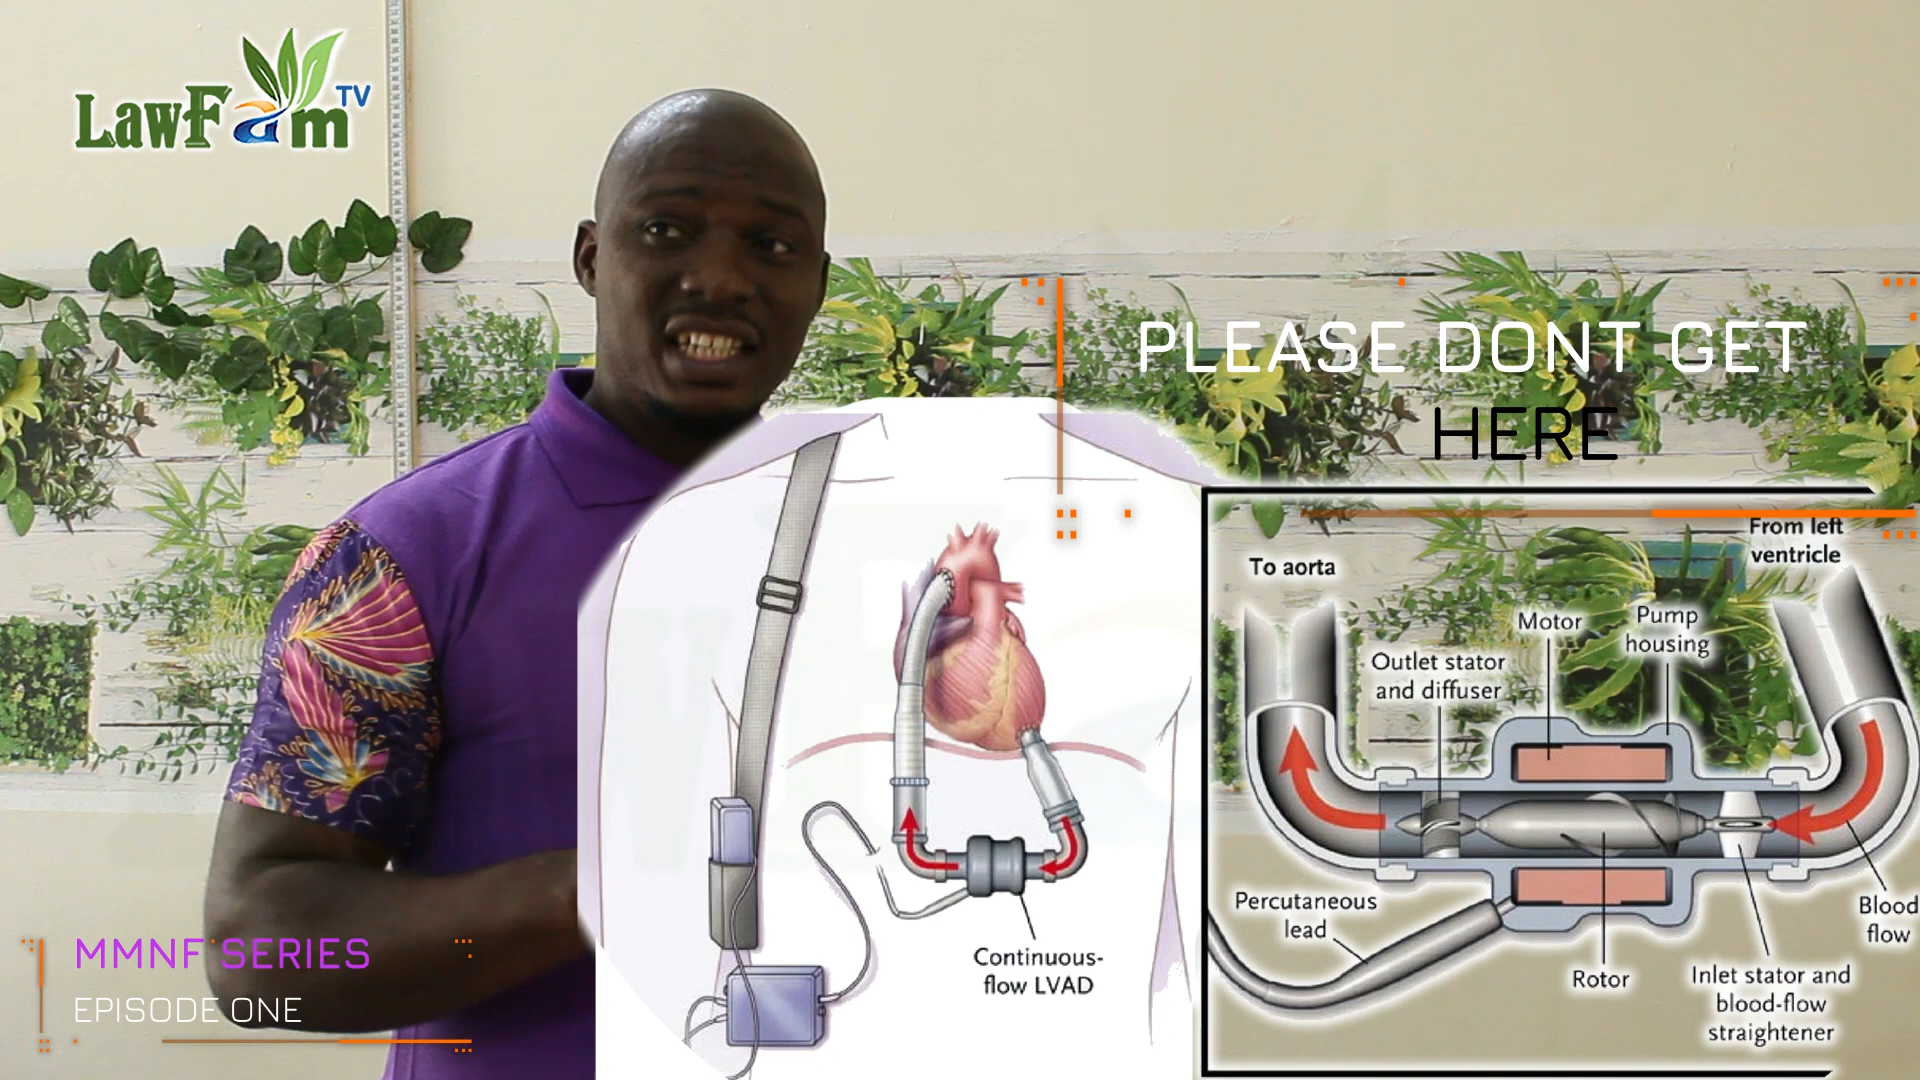 LawFam TV
PLEASE DONT GET
HERE
From left
ventricle
To aorta
Motor
Pump
housing
Outlet stator
and diffuser
Percutaneous
lead
Blood
flow
Rotor
Inlet stator and
blood-flow
straightener
Continuous-
flow LVAD
MMNF SERIES
EPISODE ONE